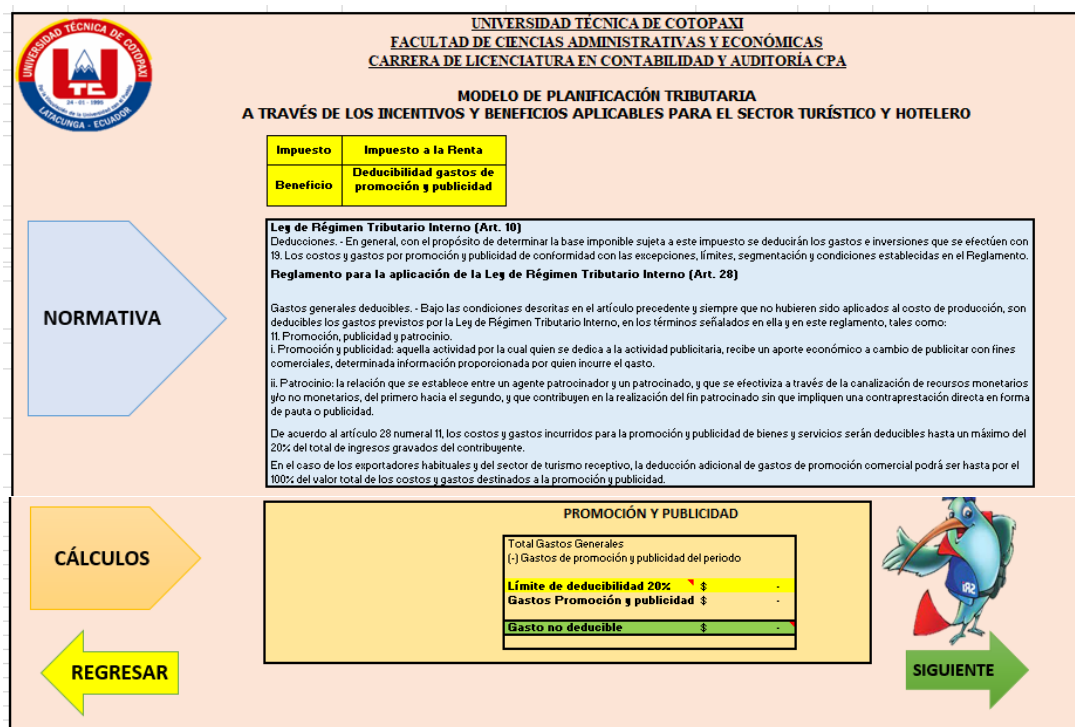 UNIVERSIDAD TÉCNICA DE COTOPAXI
FACULTAD DE CIENCIAS ADMINISTRATIVAS Y ECONÓMICAS
CARRERA DE LICENCIATURA EN CONTABILIDAD Y AUDITORÍA CPA
UNIVERSIDAD TÉCNICA DE COTOPAXI
UTC
24 - 01 - 1995
LATACUNGA - ECUADOR
MODELO DE PLANIFICACIÓN TRIBUTARIA
A TRAVÉS DE LOS INCENTIVOS Y BENEFICIOS APLICABLES PARA EL SECTOR TURÍSTICO Y HOTELERO
Impuesto Impuesto a la Renta
Beneficio Deducibilidad gastos de
promoción y publicidad
NORMATIVA
Ley de Régimen Tributario Interno (Art. 10)
Deducciones. - En general, con el propósito de determinar la base imponible sujeta a este impuesto se deducirán los gastos e inversiones que se efectúen con
19. Los costos y gastos por promoción y publicidad de conformidad con las excepciones, límites, segmentación y condiciones establecidas en el Reglamento.
Reglamento para la aplicación de la Ley de Régimen Tributario Interno (Art. 28)
Gastos generales deducibles. - Bajo las condiciones descritas en el artículo precedente y siempre que no hubieren sido aplicados al costo de producción, son
deducibles los gastos previstos por la Ley de Régimen Tributario Interno, en los términos señalados en ella y en este reglamento, tales como:
11. Promoción, publicidad y patrocinio.
i. Promoción y publicidad: aquella actividad por la cual quien se dedica a la actividad publicitaria, recibe un aporte económico a cambio de publicitar con fines
comerciales, determinada información proporcionada por quien incurre el gasto.
ii. Patrocinio: la relación que se establece entre un agente patrocinador y un patrocinado, y que se efectiviza a través de la canalización de recursos monetarios
y/o no monetarios, del primero hacia el segundo, y que contribuyen en la realización del fin patrocinado sin que impliquen una contraprestación directa en forma
de pauta o publicidad.
De acuerdo al artículo 28 numeral 11, los costos y gastos incurridos para la promoción y publicidad de bienes y servicios serán deducibles hasta un máximo del
20% del total de ingresos gravados del contribuyente.
En el caso de los exportadores habituales y del sector de turismo receptivo, la deducción adicional de gastos de promoción comercial podrá ser hasta por el
100% del valor total de los costos y gastos destinados a la promoción y publicidad.
CÁLCULOS
PROMOCIÓN Y PUBLICIDAD
Total Gastos Generales
(-) Gastos de promoción y publicidad del periodo
Límite de deducibilidad 20% $ -
Gastos Promoción y publicidad $ -
Gasto no deducible $ -
REGRESAR
SIGUIENTE